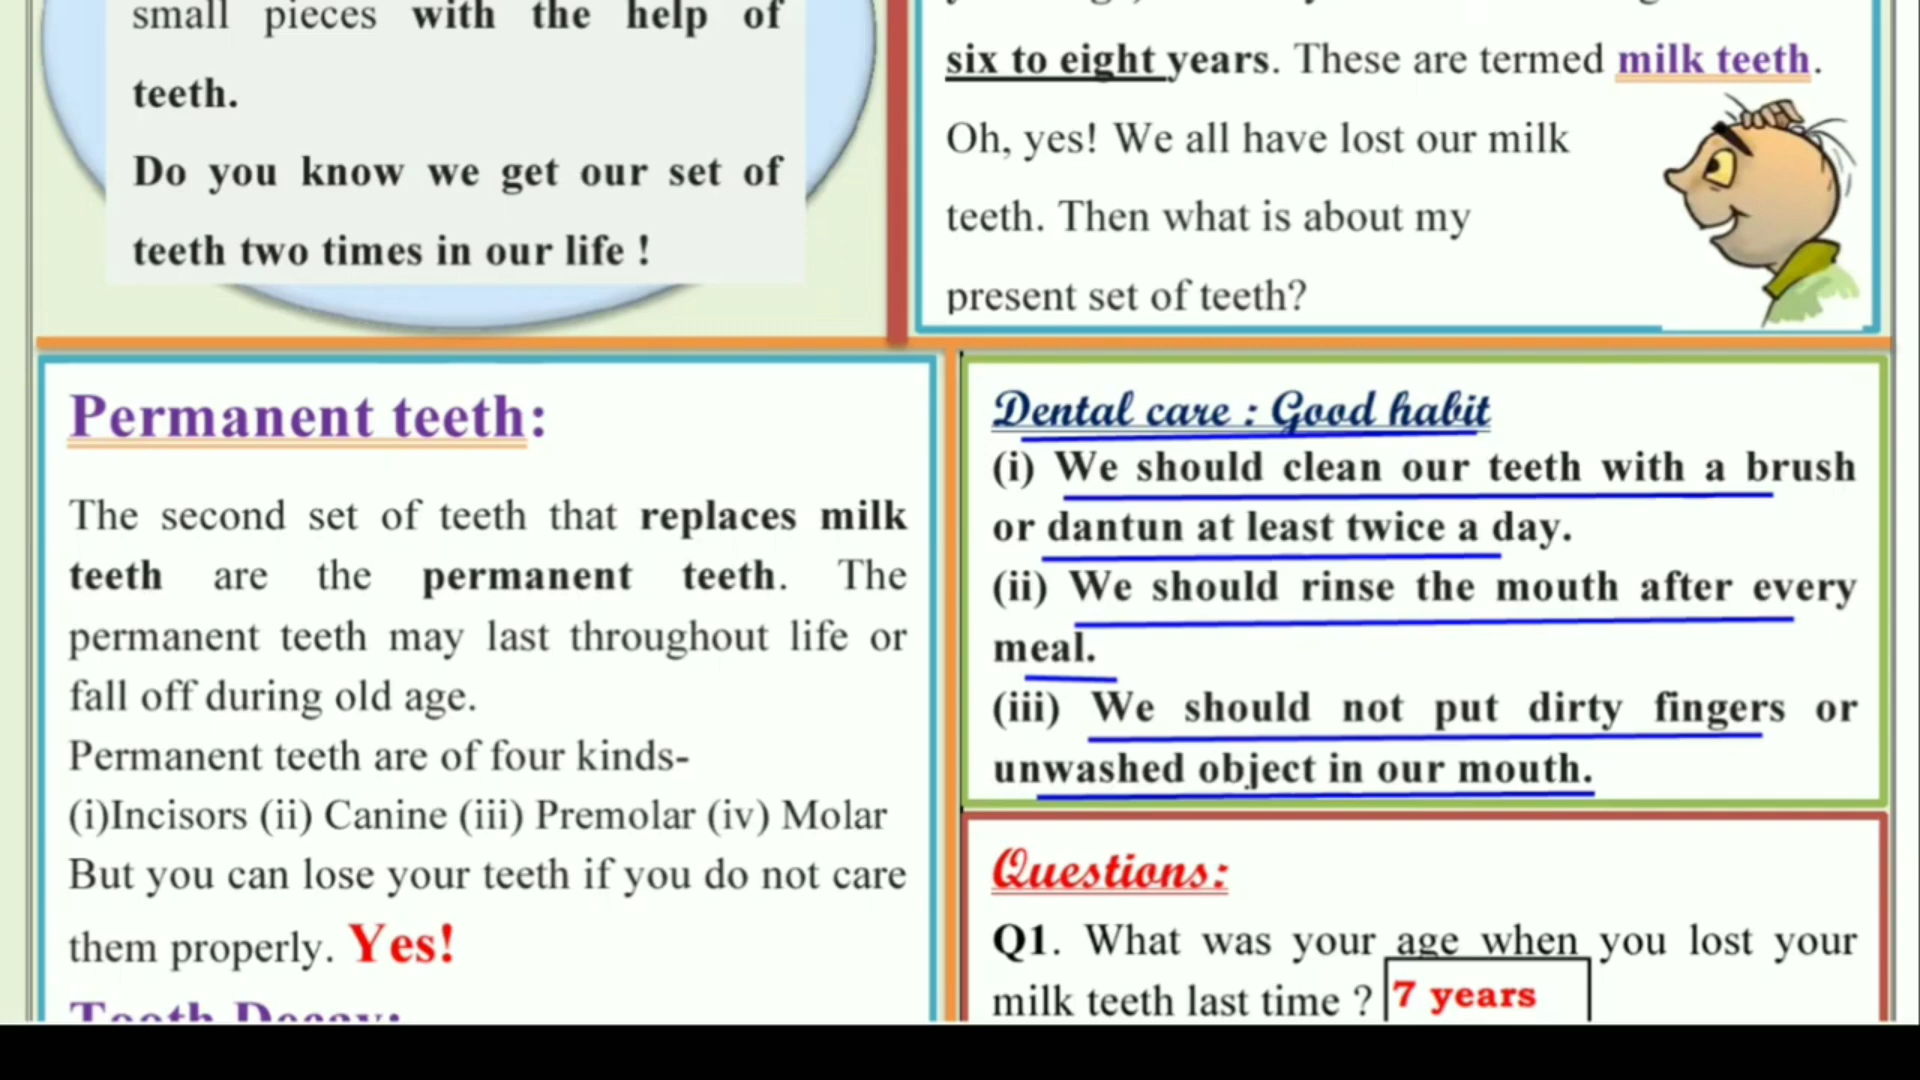 small pieces with the help of
teeth.
Do you know we get our set of
teeth two times in our life !
six to eight years. These are termed milk teeth.
Oh, yes! We all have lost our milk
teeth. Then what is about my
present set of teeth?
Permanent teeth:
The second set of teeth that replaces milk
teeth are the permanent teeth. The
permanent teeth may last throughout life or
fall off during old age.
Permanent teeth are of four kinds-
(i)Incisors (ii) Canine (iii) Premolar (iv) Molar
But you can lose your teeth if you do not care
them properly. Yes!
Tooth Decay:
Dental care : Good habit
(i) We should clean our teeth with a brush
or dantun at least twice a day.
(ii) We should rinse the mouth after every
meal.
(iii) We should not put dirty fingers or
unwashed object in our mouth.
Questions:
Q1. What was your age when you lost your
milk teeth last time ? 7 years